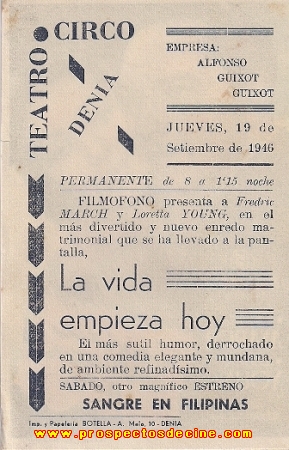 TEATRO CIRCO
DENIA
EMPRESA:
ALFONSO
GUIXOT
GUIXOT
JUEVES, 19 de
Setiembre de 1946
PERMANENTE de 8 a 1'15 noche
FILMOFONO presenta a Fredric
MARCH y Loretta YOUNG, en el
más divertido y nuevo enredo ma-
trimonial que se ha llevado a la pan-
talla,
La vida
empieza hoy
El más sutil humor, derrochado
en una comedia elegante y mundana,
de ambiente refinadísimo.
SABADO, otro magnífico ESTRENO
SANGRE EN FILIPINAS
Imp. y Papelería BOTELLA - A. Mela, 10 - DENIA
www.prospectosdecine.com